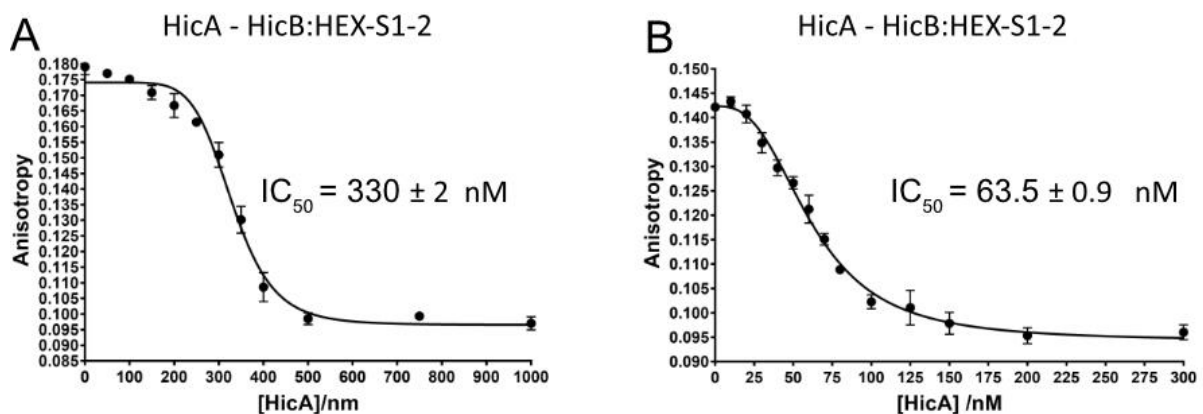 A
HicA - HicB:HEX-S1-2
0.180
0.175
0.170
0.165
0.160
0.155
0.150
0.145
0.140
0.135
0.130
0.125
0.120
0.115
0.110
0.105
0.100
0.095
0.090
0.085
Anisotropy
IC50 = 330 ± 2 nM
0 100 200 300 400 500 600 700 800 900 1000
[HicA]/nm
B
HicA - HicB:HEX-S1-2
0.150
0.145
0.140
0.135
0.130
0.125
0.120
0.115
0.110
0.105
0.100
0.095
0.090
Anisotropy
IC50 = 63.5 ± 0.9 nM
0 25 50 75 100 125 150 175 200 225 250 275 300
[HicA] /nM